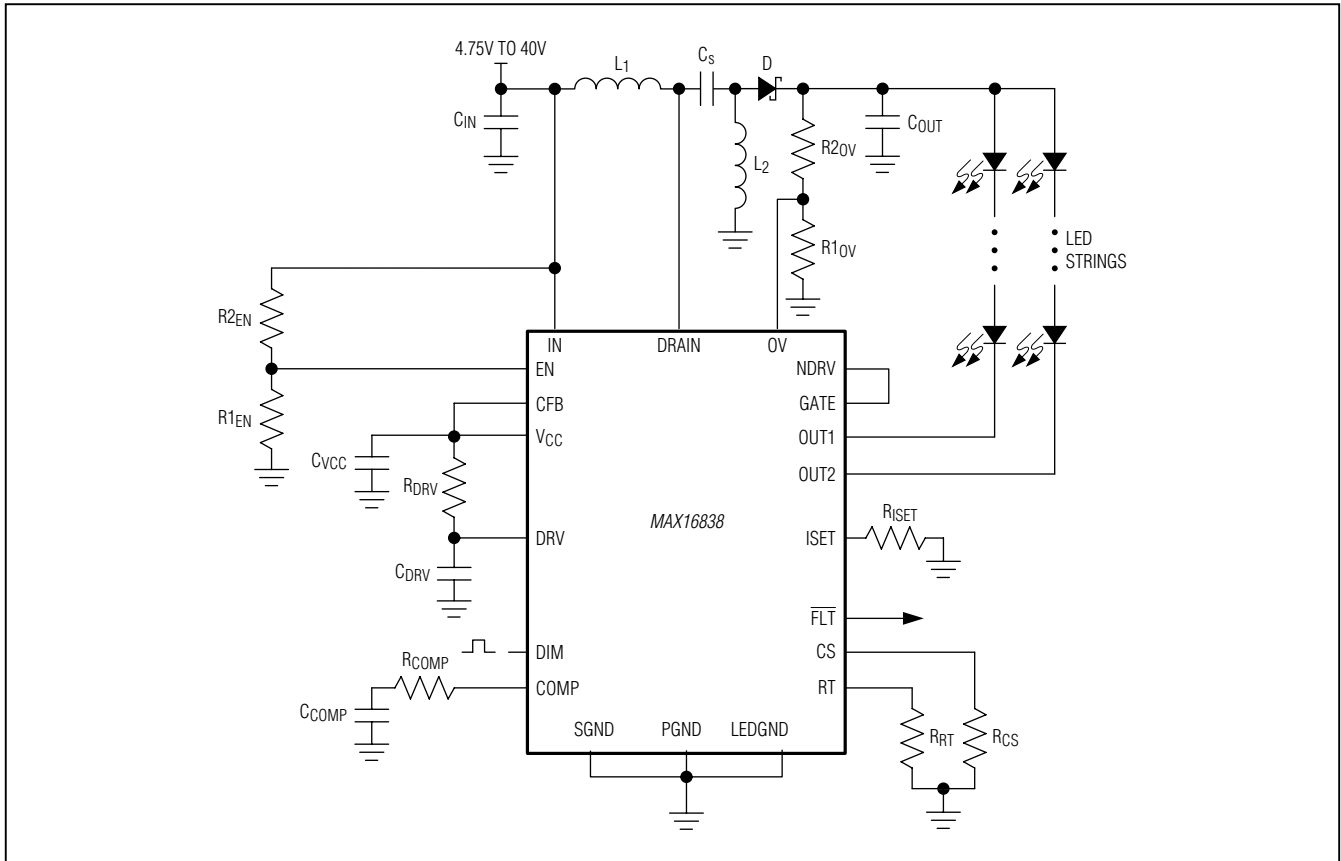 4.75V TO 40V
L1
CS
D
CIN
COUT
R2OV
L2
R1OV
LED
STRINGS
R2EN
IN
DRAIN
OV
EN
NDRV
R1EN
CFB
GATE
VCC
OUT1
CVCC
RDRV
OUT2
MAX16838
RISET
DRV
ISET
CDRV
FLT
DIM
CS
RCOMP
COMP
RT
CCOMP
SGND
PGND
LEDGND
RRT
RCS